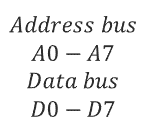 Address bus
A0 − A7
Data bus
D0 − D7